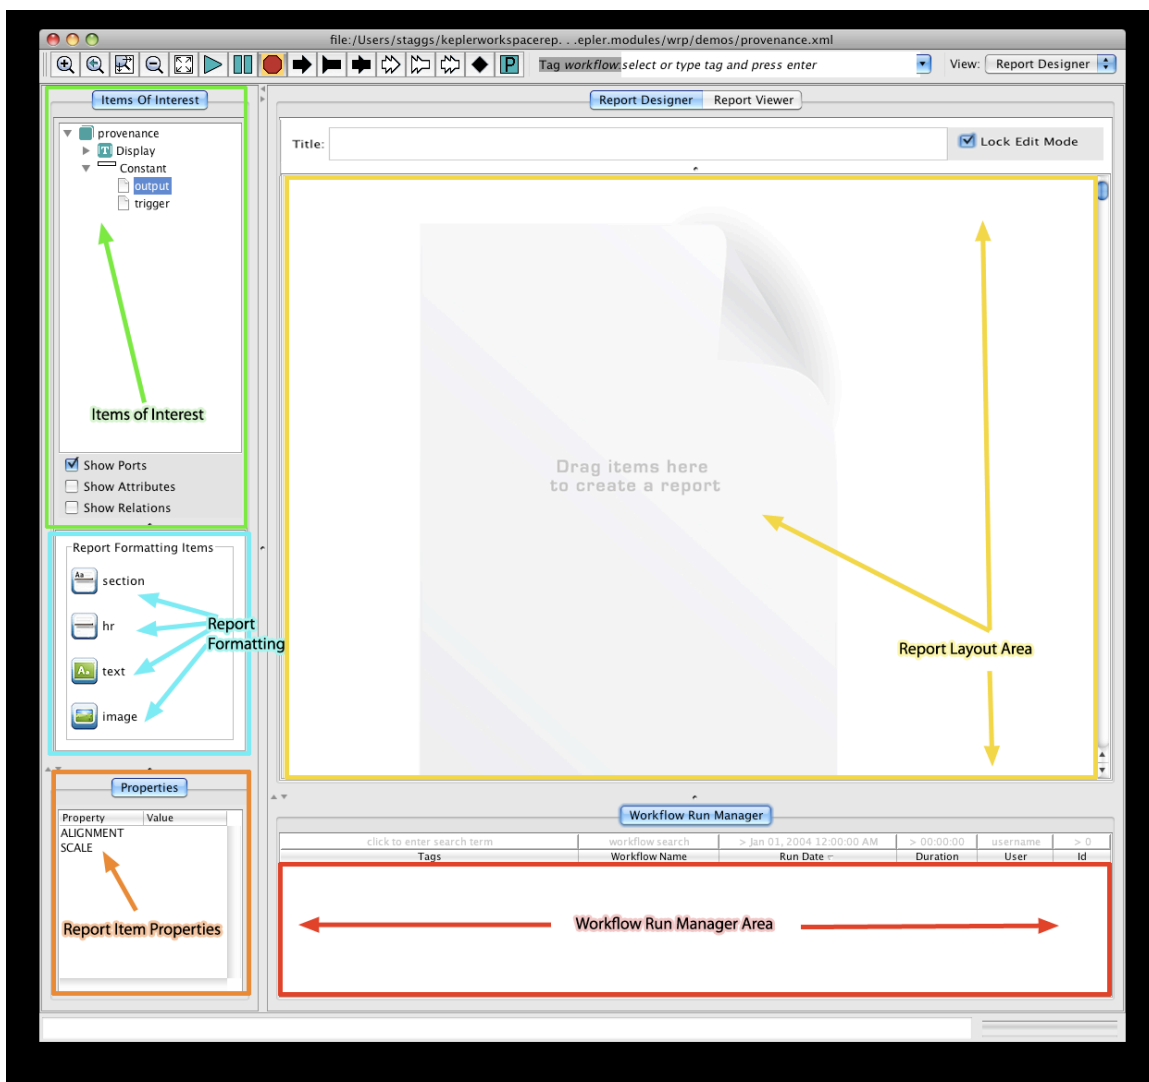 file:/Users/staggs/keplerworkspacerep. . .epler.modules/wrp/demos/provenance.xml
P
Tag workflow:select or type tag and press enter
View: Report Designer
Items Of Interest
provenance
T Display
Constant
output
trigger
Items of Interest
Show Ports
Show Attributes
Show Relations
Report Formatting Items
Aa section
hr
A text
image
Report
Formatting
Properties
Property Value
ALIGNMENT
SCALE
Report Item Properties
Report Designer Report Viewer
Title:
Lock Edit Mode
Drag items here
to create a report
Report Layout Area
Workflow Run Manager
click to enter search term workflow search > Jan 01, 2004 12:00:00 AM > 00:00:00 username > 0
Tags Workflow Name Run Date Duration User Id
Workflow Run Manager Area